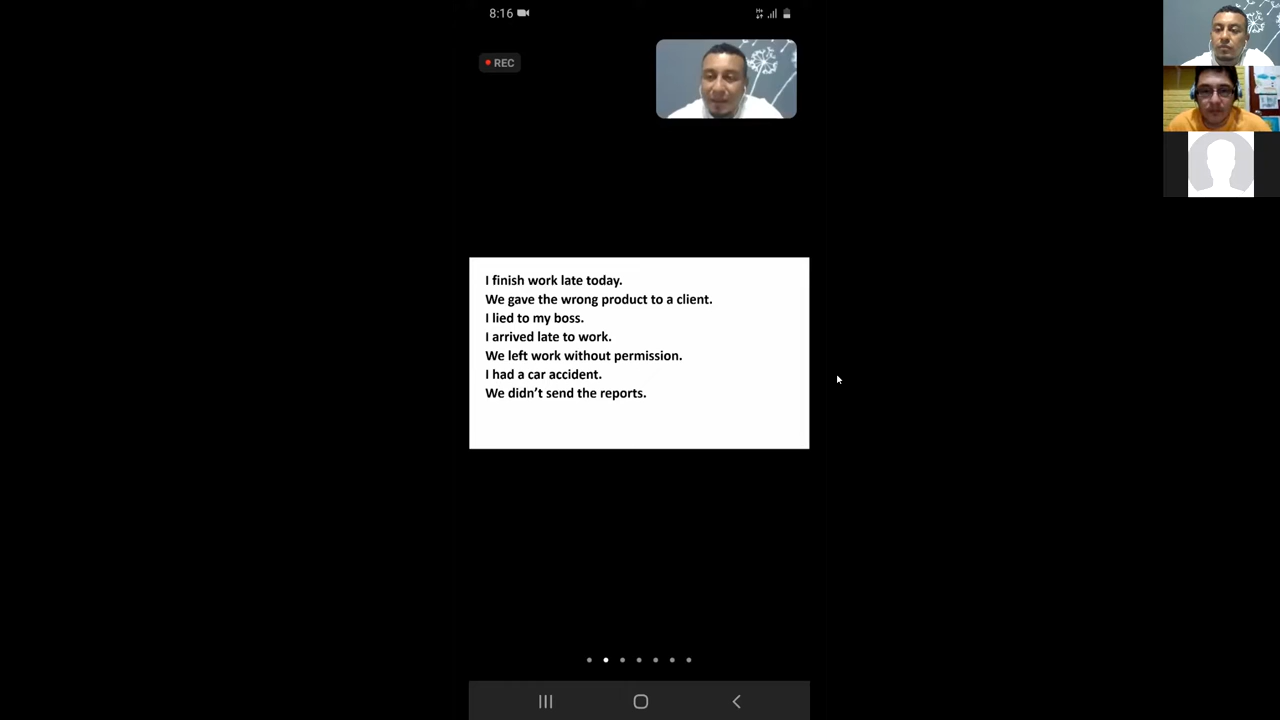 8:16
REC
I finish work late today.
We gave the wrong product to a client.
I lied to my boss.
I arrived late to work.
We left work without permission.
I had a car accident.
We didn't send the reports.